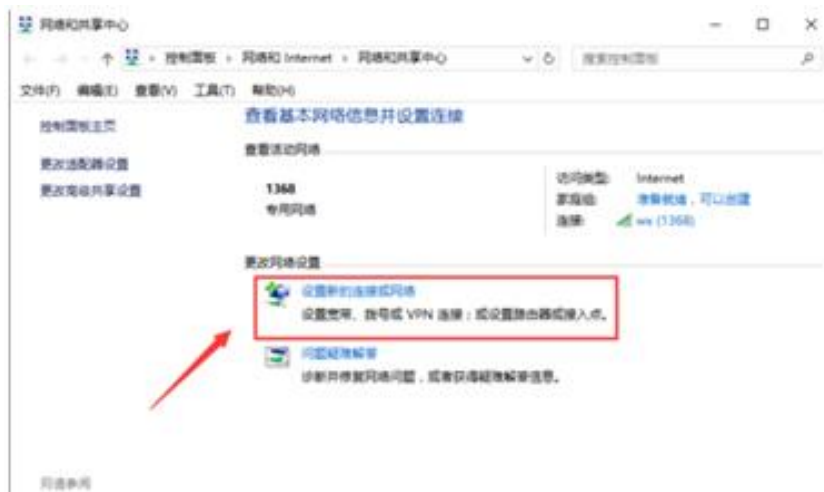 网络和共享中心
控制面板 › 网络和 Internet › 网络和共享中心
搜索控制面板
文件(F) 编辑(E) 查看(V) 工具(T) 帮助(H)
控制面板主页
更改适配器设置
更改高级共享设置
查看基本网络信息并设置连接
查看活动网络
1368
专用网络
访问类型: Internet
家庭组: 准备就绪,可以创建
连接: wx (1368)
更改网络设置
设置新的连接或网络
设置宽带、拨号或 VPN 连接;或设置路由器或接入点。
问题疑难解答
诊断并修复网络问题,或者获得疑难解答信息。
另请参阅